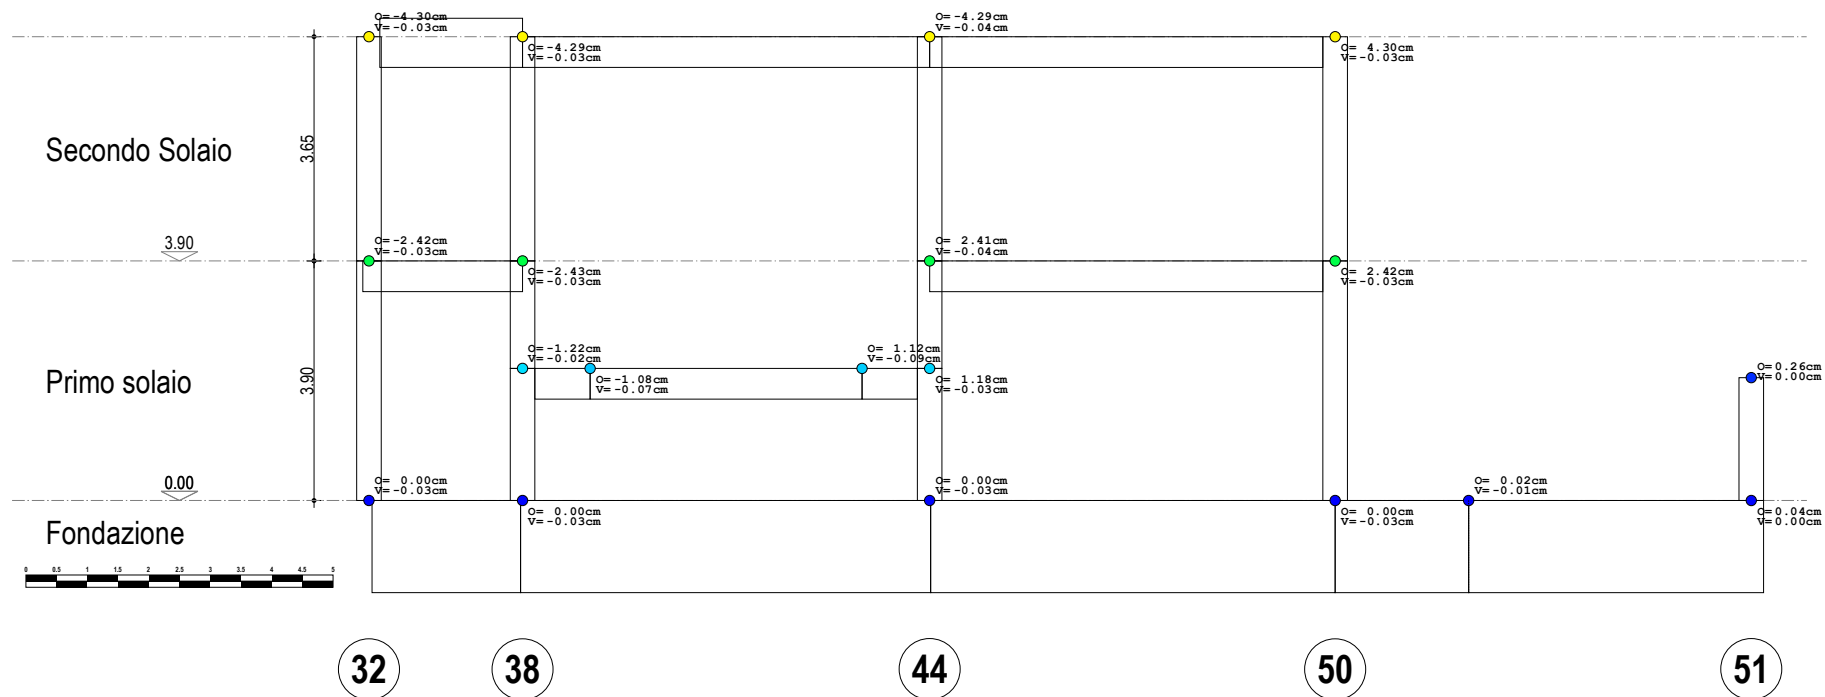 O=-4.30cm
V=-0.03cm
O=-4.29cm
V=-0.04cm
O=-4.29cm
V=-0.03cm
O= 4.30cm
V=-0.03cm
Secondo Solaio
3.65
3.90
O=-2.42cm
V=-0.03cm
O= 2.41cm
V=-0.04cm
O=-2.43cm
V=-0.03cm
O= 2.42cm
V=-0.03cm
O=-1.22cm
V=-0.02cm
O= 1.12cm
V=-0.09cm
O=-1.08cm
V=-0.07cm
O= 1.18cm
V=-0.03cm
O=0.26cm
V=0.00cm
Primo solaio
3.90
0.00
O= 0.00cm
V=-0.03cm
O= 0.00cm
V=-0.03cm
O= 0.02cm
V=-0.01cm
O= 0.00cm
V=-0.03cm
O= 0.00cm
V=-0.03cm
O=0.04cm
V=0.00cm
Fondazione
0 0.5 1 1.5 2 2.5 3 3.5 4 4.5 5
32 38 44 50 51